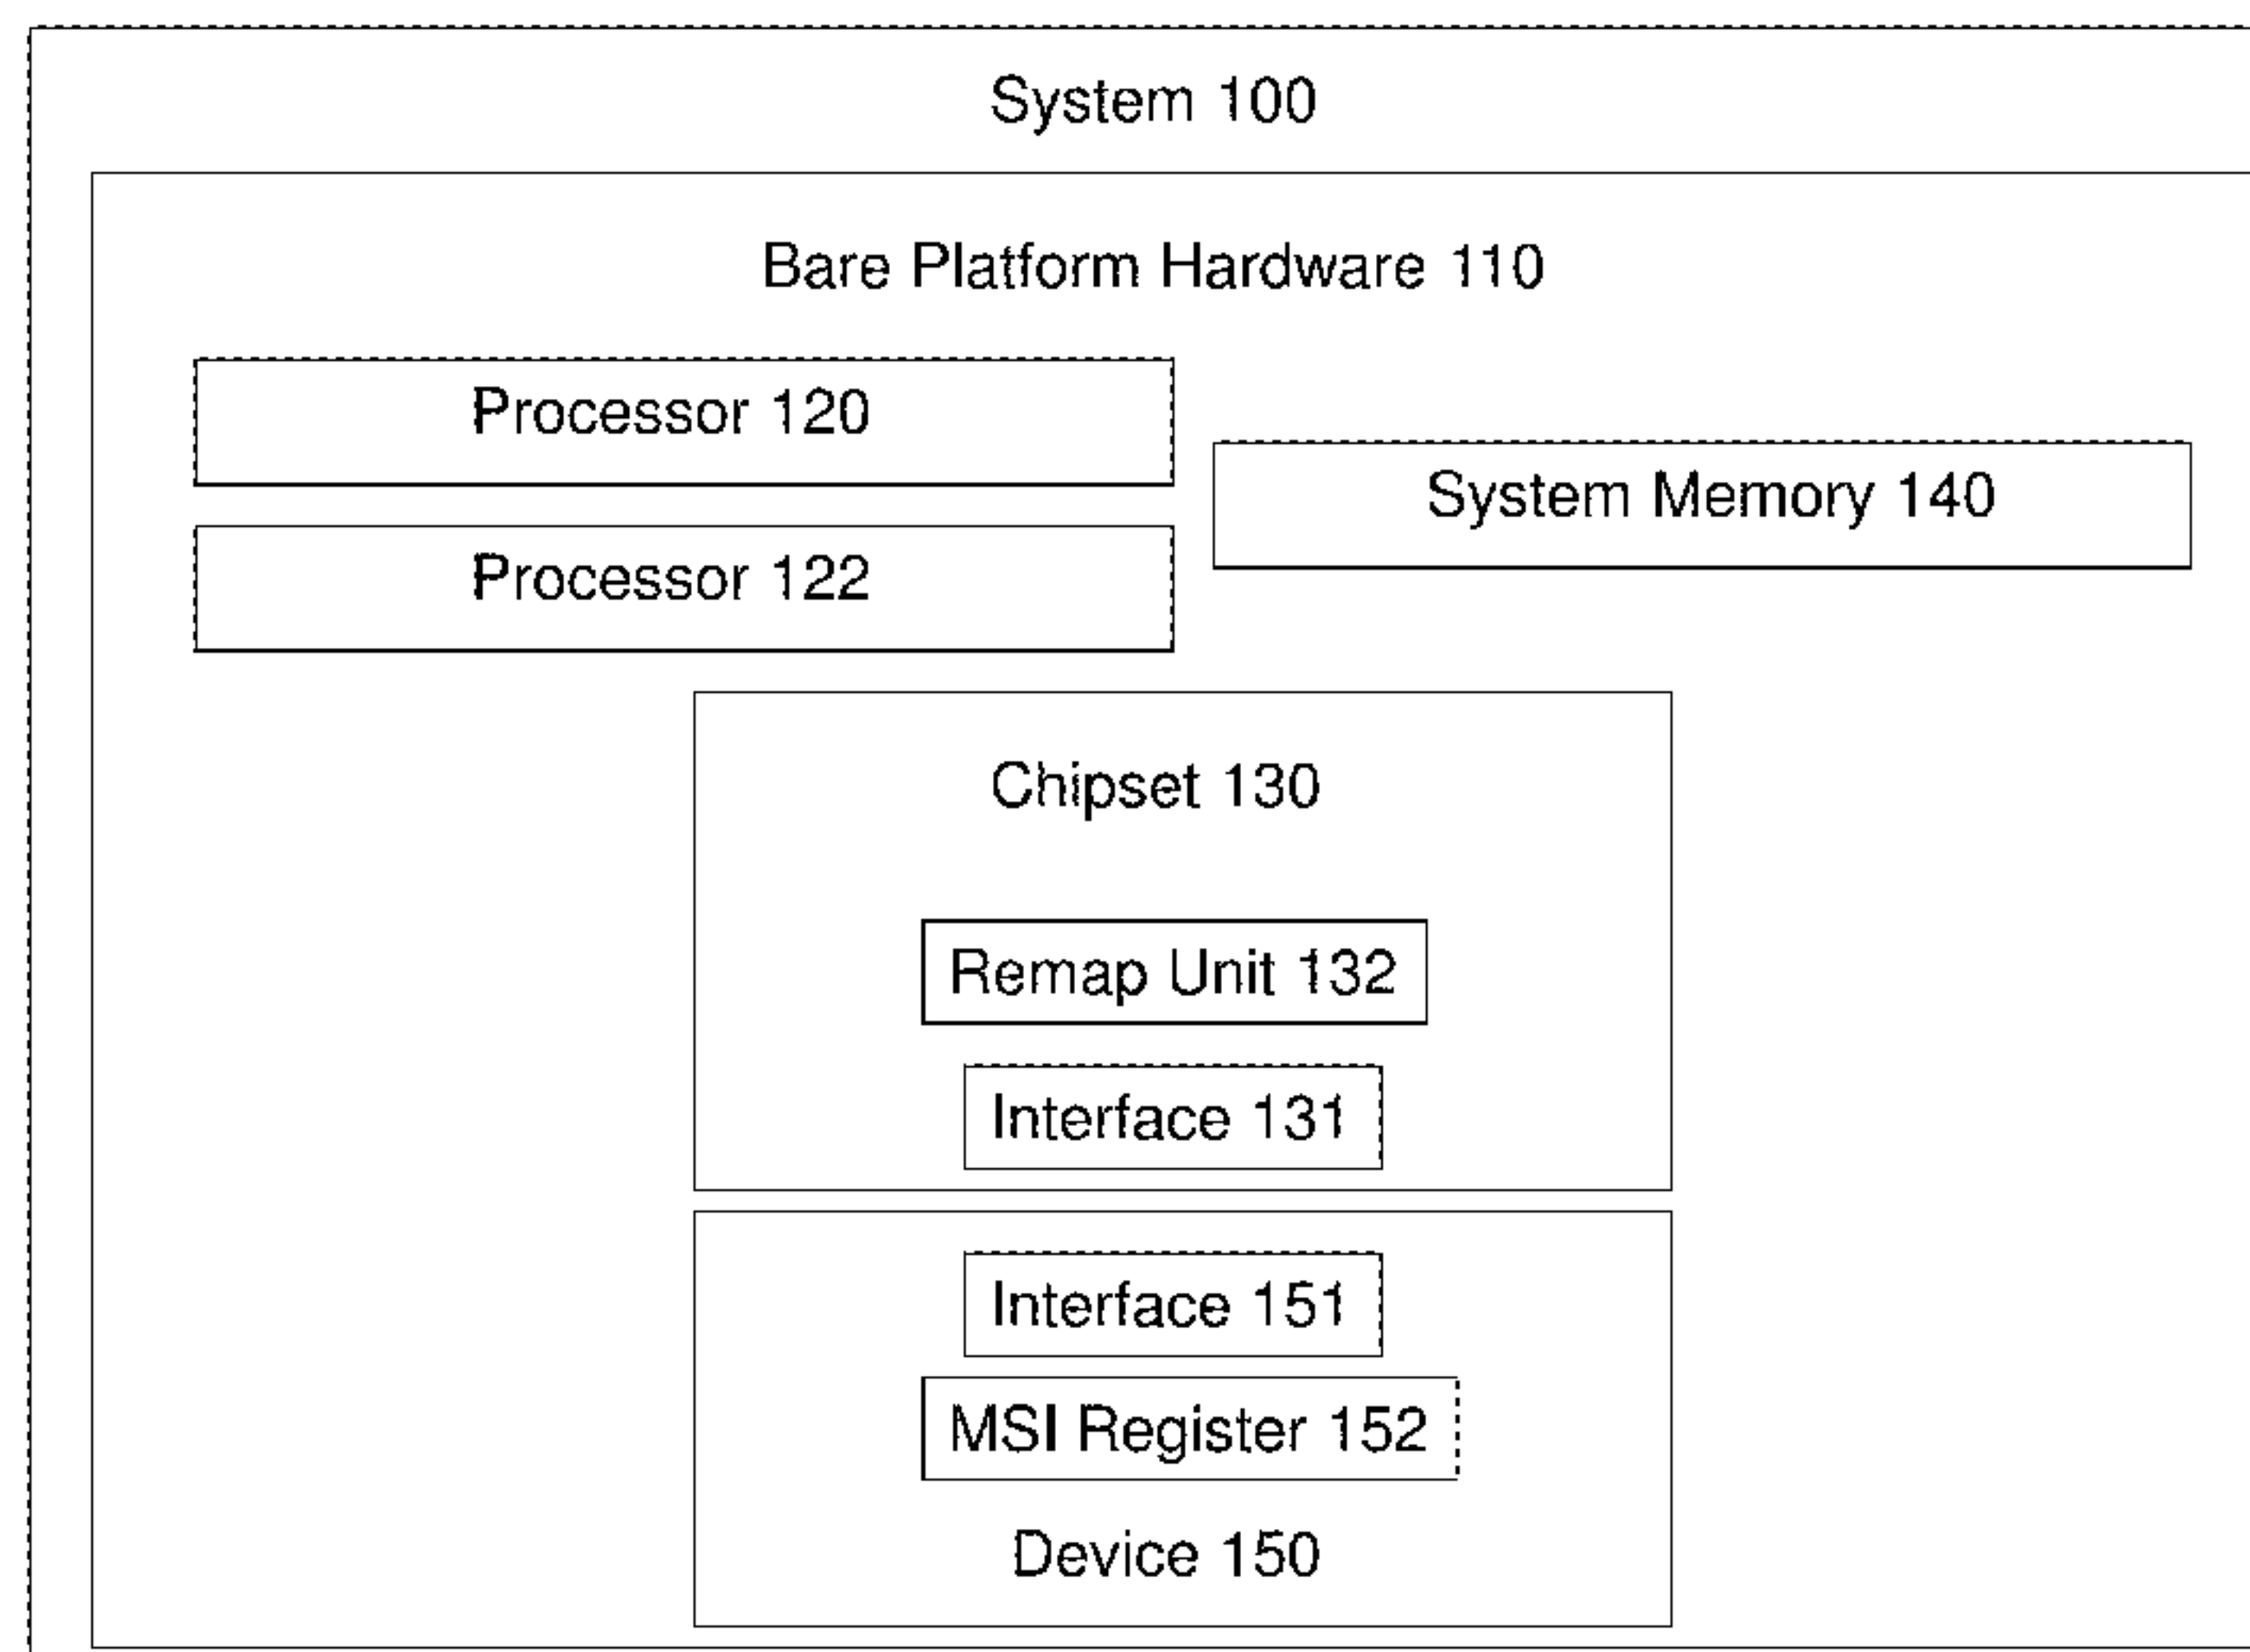 System 100
Bare Platform Hardware 110
Processor 120
System Memory 140
Processor 122
Chipset 130
Remap Unit 132
Interface 131
Interface 151
MSI Register 152
Device 150